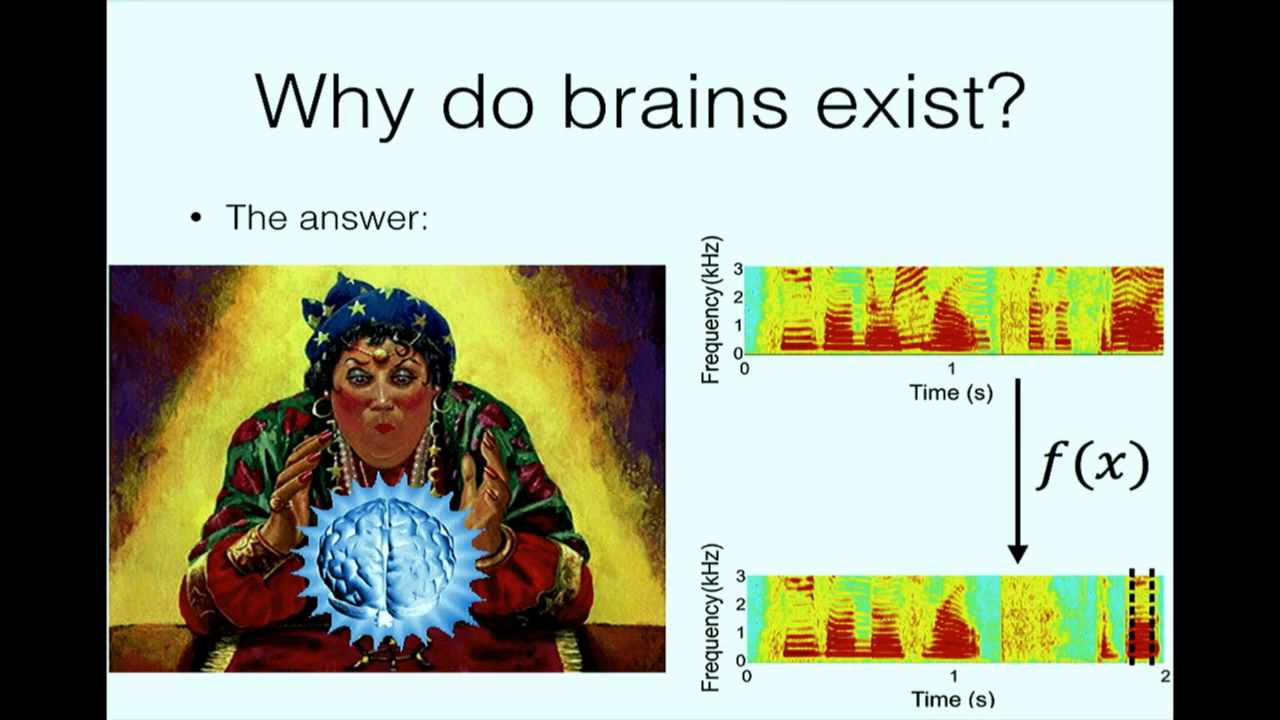 Why do brains exist?
• The answer:
Frequency(kHz)
3
2
1
0
0 1
Time (s)
f(x)
Frequency(kHz)
3
2
1
0
0 1 2
Time (s)